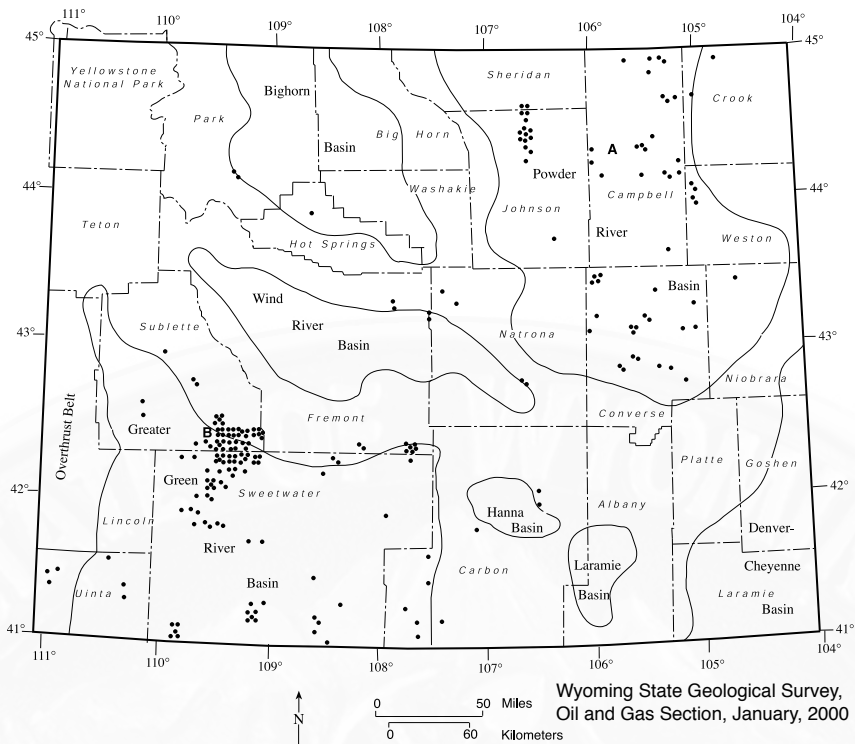 111°
110°
109°
108°
107°
106°
105°
104°
45°
45°
Yellowstone
National Park
Sheridan
Bighorn
Crook
Park
Big Horn
A
Basin
Powder
44°
44°
Washakie
Campbell
Johnson
Teton
River
Weston
Hot Springs
Wind
Basin
River
Sublette
43°
43°
Natrona
Basin
Niobrara
Overthrust Belt
Greater
Fremont
Converse
B
Platte
Goshen
Green
42°
42°
Sweetwater
Albany
Hanna
Basin
Lincoln
Denver-
River
Cheyenne
Laramie
Basin
Carbon
Basin
Uinta
Laramie
Basin
41°
41°
111°
110°
109°
108°
107°
106°
105°
104°
N
0 50 Miles
0 60 Kilometers
Wyoming State Geological Survey,
Oil and Gas Section, January, 2000